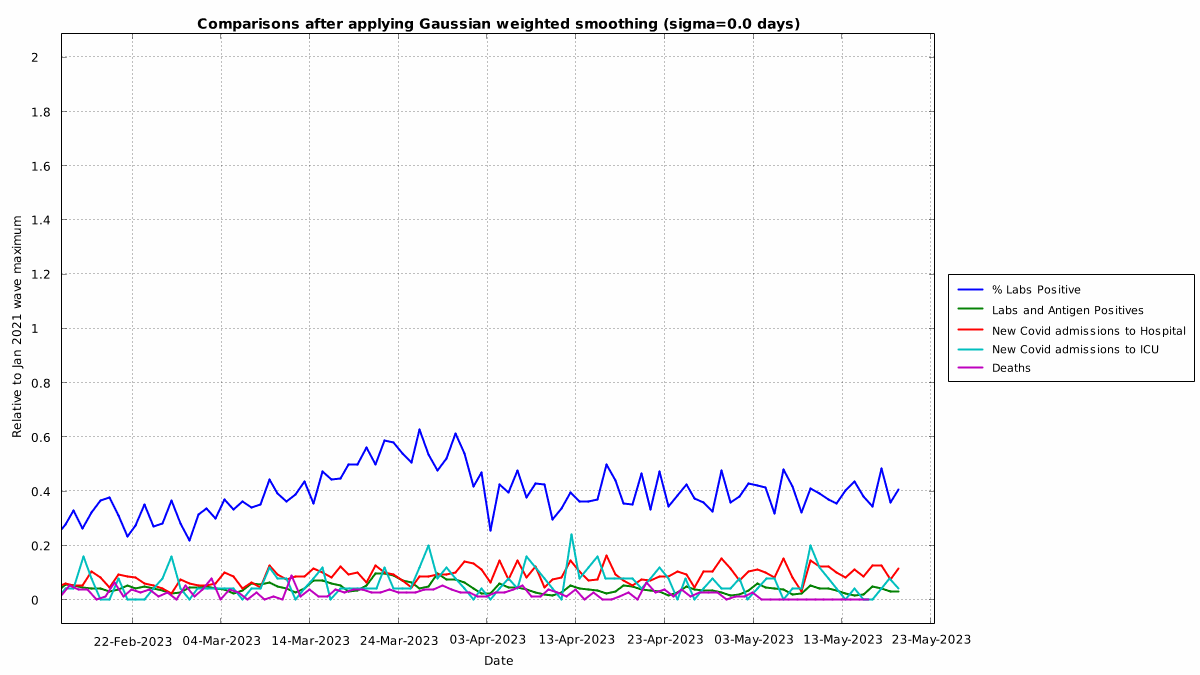 Comparisons after applying Gaussian weighted smoothing (sigma=0.0 days)
Relative to Jan 2021 wave maximum
2
1.8
1.6
1.4
1.2
1
0.8
0.6
0.4
0.2
0
22-Feb-2023 04-Mar-2023 14-Mar-2023 24-Mar-2023 03-Apr-2023 13-Apr-2023 23-Apr-2023 03-May-2023 13-May-2023 23-May-2023
Date
% Labs Positive
Labs and Antigen Positives
New Covid admissions to Hospital
New Covid admissions to ICU
Deaths